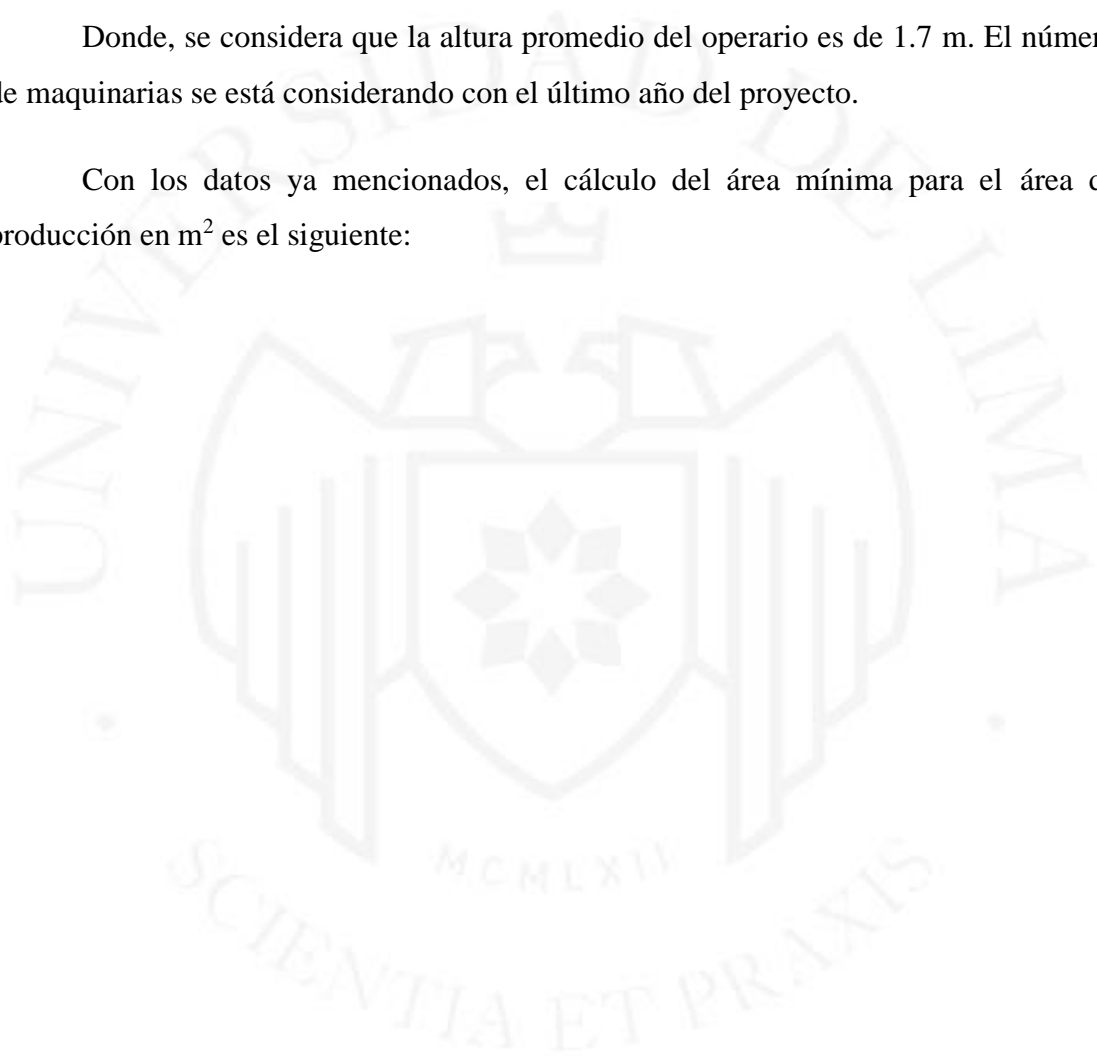 Donde, se considera que la altura promedio del operario es de 1.7 m. El númer
de maquinarias se está considerando con el último año del proyecto.
Con los datos ya mencionados, el cálculo del área mínima para el área d
producción en m² es el siguiente:
UNIVERSIDAD DE LIMA
MCMLXII
SCIENTIA ET PRAXIS